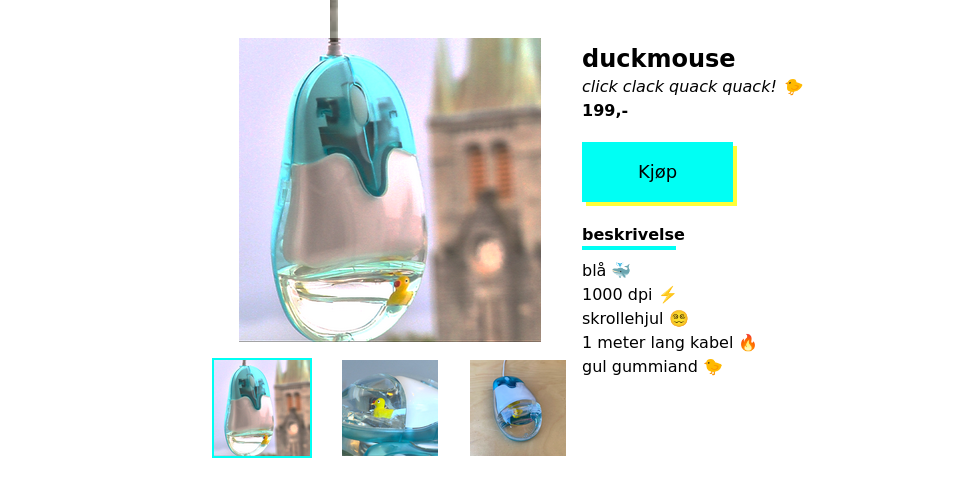 duckmouse
click clack quack quack! 🐤
199,-
Kjøp
beskrivelse
blå 🐳
1000 dpi ⚡
skrollehjul 😵‍💫
1 meter lang kabel 🔥
gul gummiand 🐤